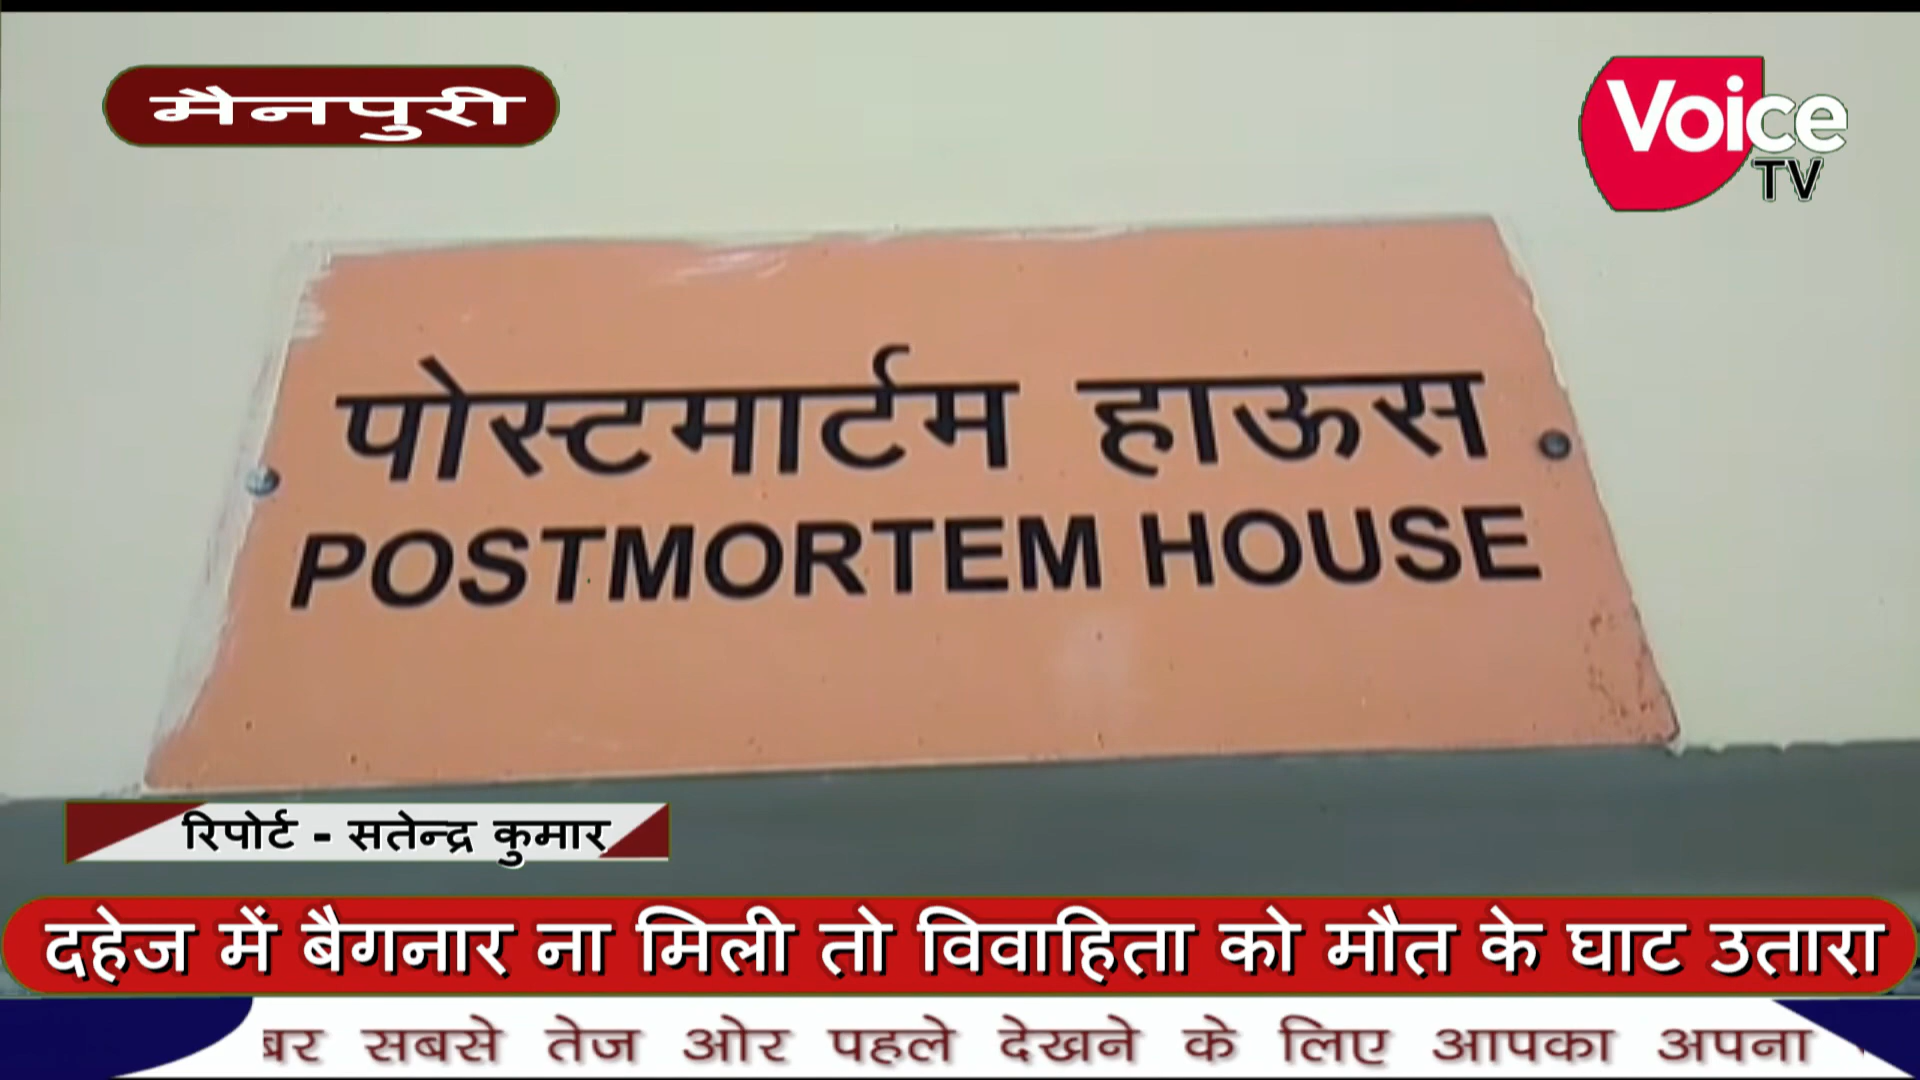 मैनपुरी
Voice
TV
पोस्टमार्टम हाऊस
POSTMORTEM HOUSE
रिपोर्ट - सतेन्द्र कुमार
दहेज में बैगनार ना मिली तो विवाहिता को मौत के घाट उतारा
सबसे तेज ओर पहले देखने के लिए आपका अपना